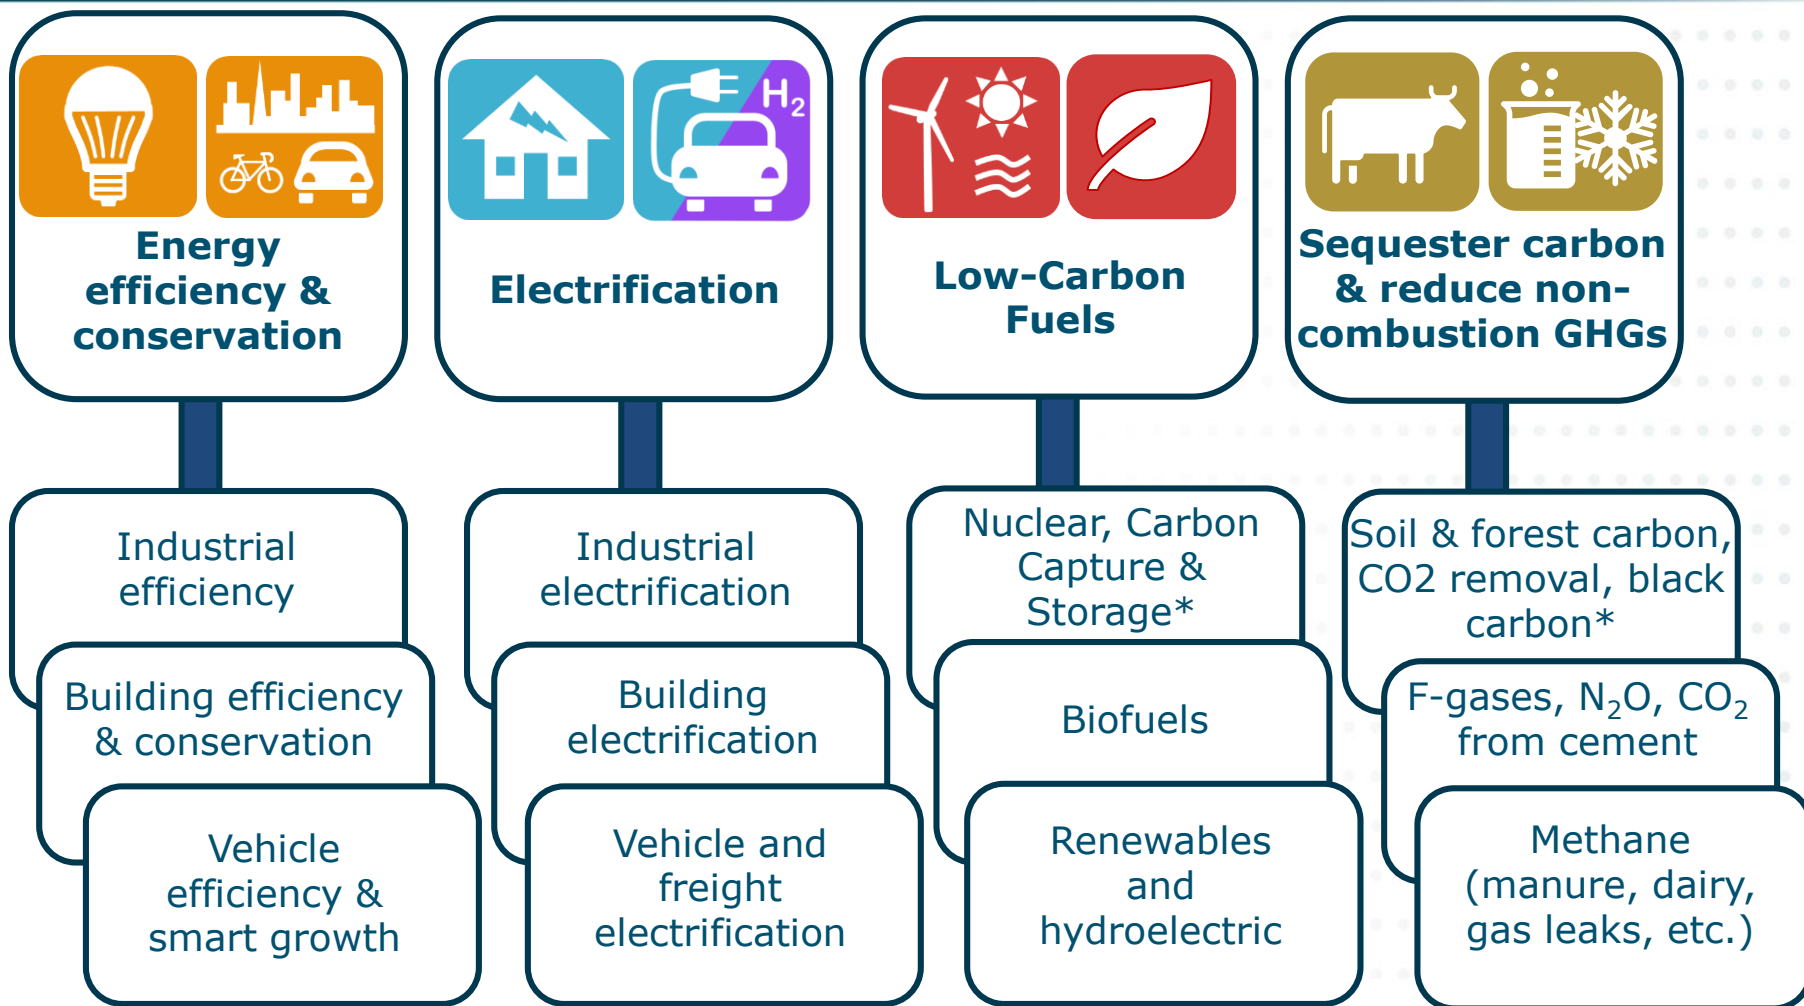 H₂
Energy
efficiency &
conservation
Electrification
Low-Carbon
Fuels
Sequester carbon
& reduce non-
combustion GHGs
Industrial
efficiency
Building efficiency
& conservation
Vehicle
efficiency &
smart growth
Industrial
electrification
Building
electrification
Vehicle and
freight
electrification
Nuclear, Carbon
Capture &
Storage*
Biofuels
Renewables
and
hydroelectric
Soil & forest carbon,
CO2 removal, black
carbon*
F-gases, N₂O, CO₂
from cement
Methane
(manure, dairy,
gas leaks, etc.)